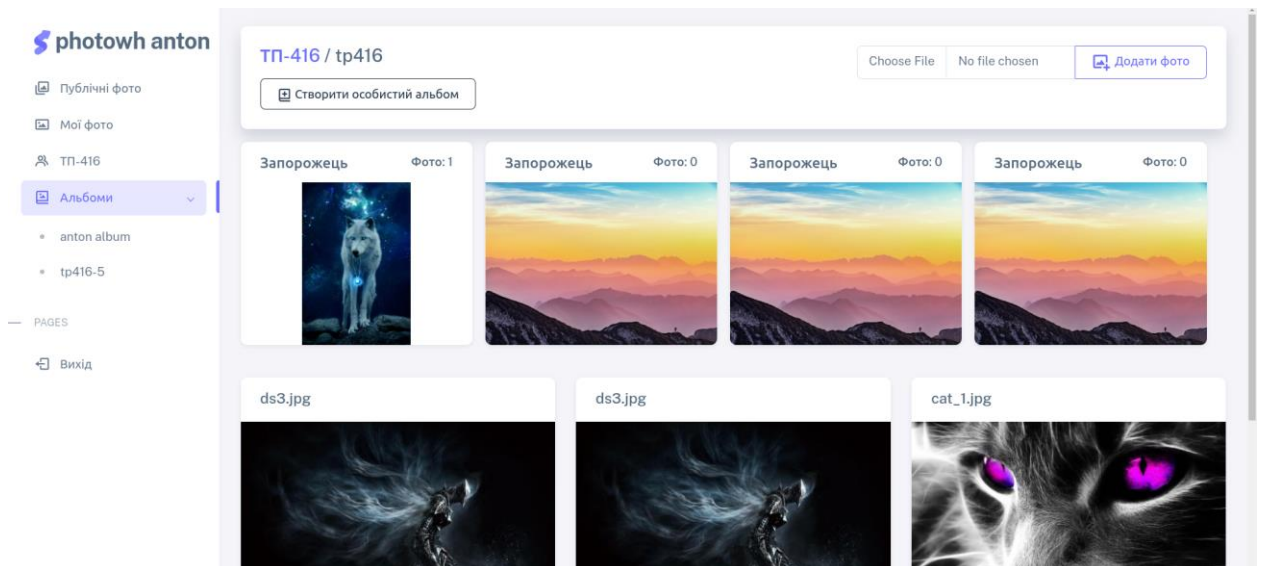 photowh anton
Публічні фото
Мої фото
ТП-416
Альбоми
anton album
tp416-5
PAGES
Вихід
ТП-416 / tp416
Choose File No file chosen Додати фото
Створити особистий альбом
Запорожець Фото: 1
Запорожець Фото: 0
Запорожець Фото: 0
Запорожець Фото: 0
ds3.jpg
ds3.jpg
cat_1.jpg